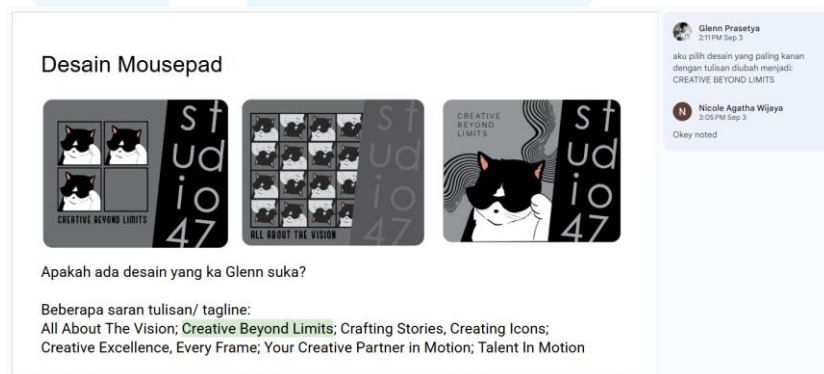 Desain Mousepad
st
ud
io
47
CREATIVE BEYOND LIMITS
st
ud
io
47
ALL ABOUT THE VISION
CREATIVE
BEYOND
LIMITS
st
ud
io
47
Apakah ada desain yang ka Glenn suka?
Beberapa saran tulisan/ tagline:
All About The Vision; Creative Beyond Limits; Crafting Stories, Creating Icons;
Creative Excellence, Every Frame; Your Creative Partner in Motion; Talent In Motion
Glenn Prasetya
2:11 PM Sep 3
aku pilih desain yang paling kanan
dengan tulisan diubah menjadi:
CREATIVE BEYOND LIMITS
N
Nicole Agatha Wijaya
3:05 PM Sep 3
Okey noted